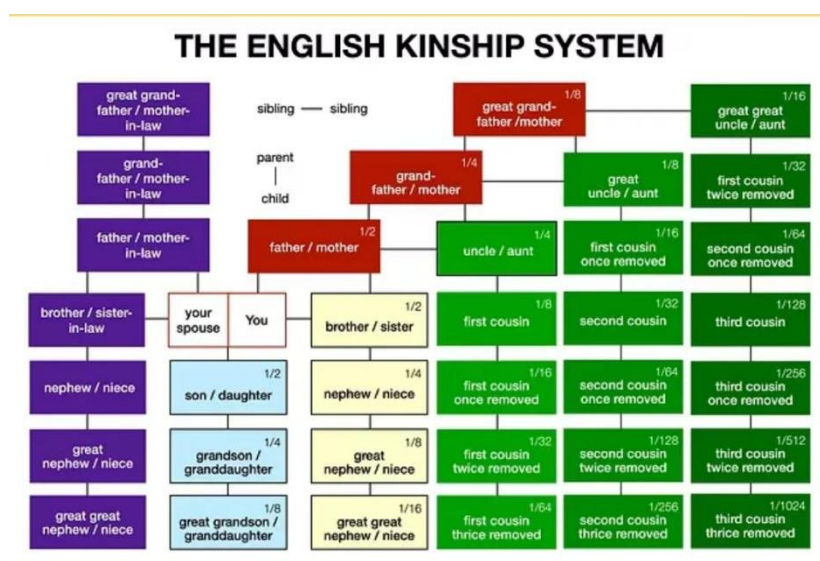 THE ENGLISH KINSHIP SYSTEM
great grand-
father / mother-
in-law
sibling — sibling
1/8
great grand-
father /mother
1/16
great great
uncle / aunt
grand-
father / mother-
in-law
parent
child
1/4
grand-
father / mother
1/8
great
uncle / aunt
1/32
first cousin
twice removed
father / mother-
in-law
1/2
father / mother
1/4
uncle / aunt
1/16
first cousin
once removed
1/64
second cousin
once removed
brother / sister-
in-law
your
spouse
You
1/2
brother / sister
1/8
first cousin
1/32
second cousin
1/128
third cousin
nephew / niece
1/2
son / daughter
1/4
nephew / niece
1/16
first cousin
once removed
1/64
second cousin
once removed
1/256
third cousin
once removed
great
nephew / niece
1/4
grandson /
granddaughter
1/8
great
nephew / niece
1/32
first cousin
twice removed
1/128
second cousin
twice removed
1/512
third cousin
twice removed
great great
nephew / niece
1/8
great grandson /
granddaughter
1/16
great great
nephew / niece
1/64
first cousin
thrice removed
1/256
second cousin
thrice removed
1/1024
third cousin
thrice removed